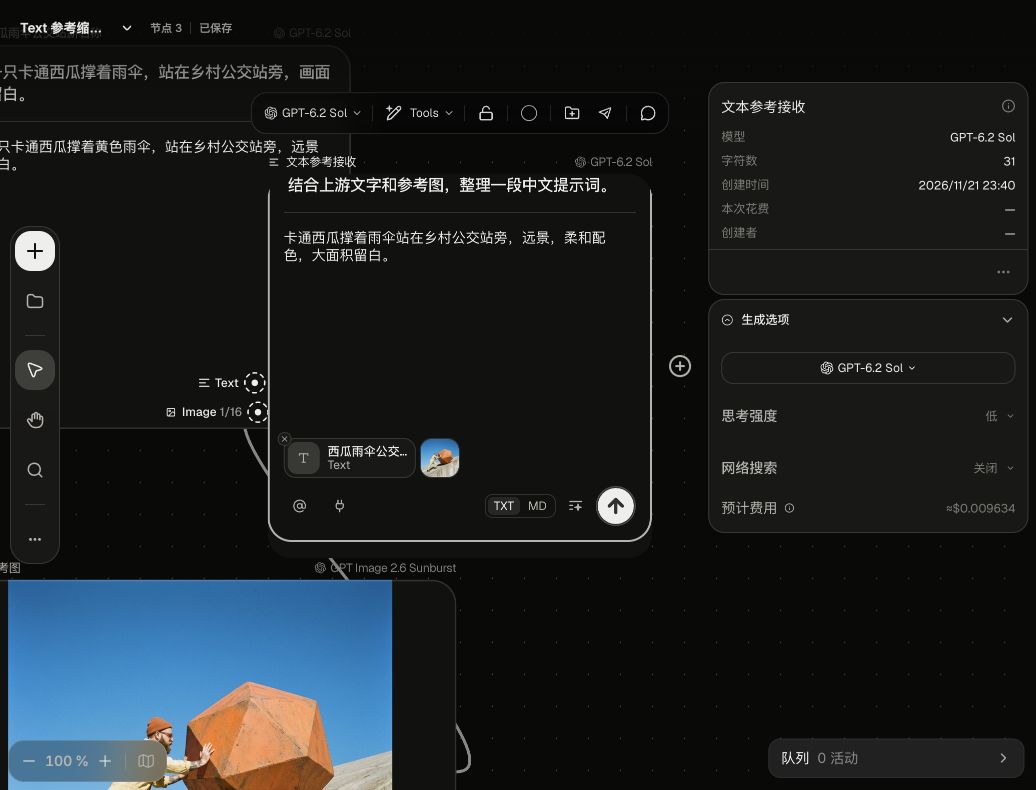 Text 参考缩...
节点 3
已保存
GPT-6.2 Sol
一只卡通西瓜撑着雨伞，站在乡村公交站旁，画面
留白。
只卡通西瓜撑着黄色雨伞，站在乡村公交站旁，远景
白。
GPT-6.2 Sol
Tools
文本参考接收
GPT-6.2 Sol
结合上游文字和参考图，整理一段中文提示词。
卡通西瓜撑着雨伞站在乡村公交站旁，远景，柔和配
色，大面积留白。
Text
Image 1/16
T
西瓜雨伞公交...
Text
TXT
MD
考图
GPT Image 2.6 Sunburst
100 %
文本参考接收
模型
GPT-6.2 Sol
字符数
31
创建时间
2026/11/21 23:40
本次花费
—
创建者
—
生成选项
GPT-6.2 Sol
思考强度
低
网络搜索
关闭
预计费用
≈$0.009634
队列 0 活动